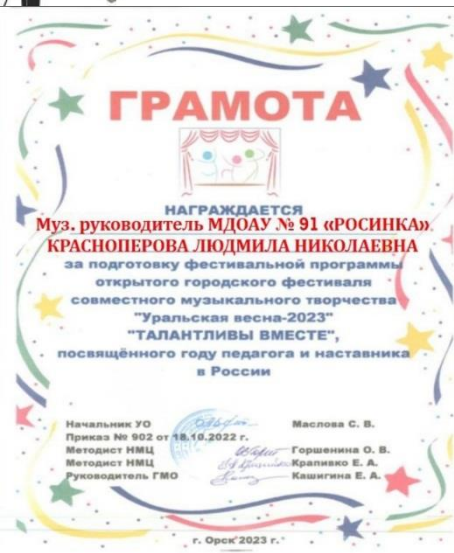 ГРАМОТА
НАГРАЖДАЕТСЯ
Муз. руководитель МДОАУ № 91 «РОСИНКА»
КРАСНОПЕРОВА ЛЮДМИЛА НИКОЛАЕВНА
за подготовку фестивальной программы
открытого городского фестиваля
совместного музыкального творчества
"Уральская весна-2023"
"ТАЛАНТЛИВЫ ВМЕСТЕ",
посвящённого году педагога и наставника
в России
Начальник УО Маслова С. В.
Приказ № 902 от 18.10.2022 г.
Методист НМЦ Горшенина О. В.
Методист НМЦ Крапивко Е. А.
Руководитель ГМО Кашигина Е. А.
г. Орск 2023 г.